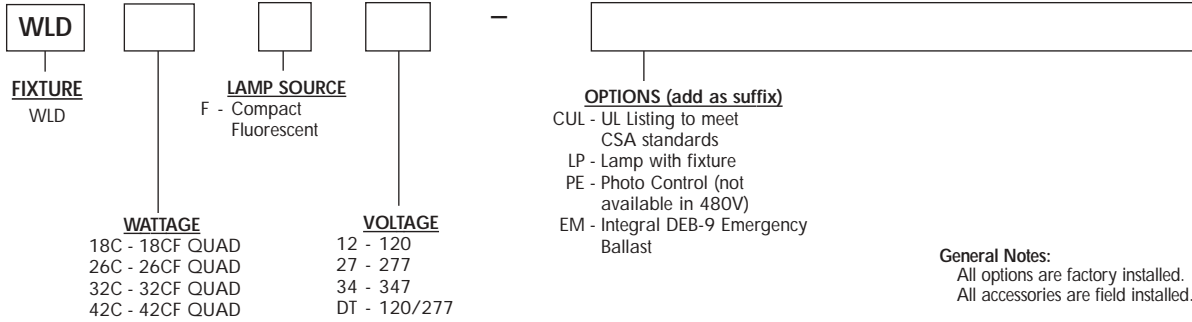 WLD
–
FIXTURE
WLD
LAMP SOURCE
F - Compact
Fluorescent
WATTAGE
18C - 18CF QUAD
26C - 26CF QUAD
32C - 32CF QUAD
42C - 42CF QUAD
VOLTAGE
12 - 120
27 - 277
34 - 347
DT - 120/277
OPTIONS (add as suffix)
CUL - UL Listing to meet
CSA standards
LP - Lamp with fixture
PE - Photo Control (not
available in 480V)
EM - Integral DEB-9 Emergency
Ballast
General Notes:
All options are factory installed.
All accessories are field installed.